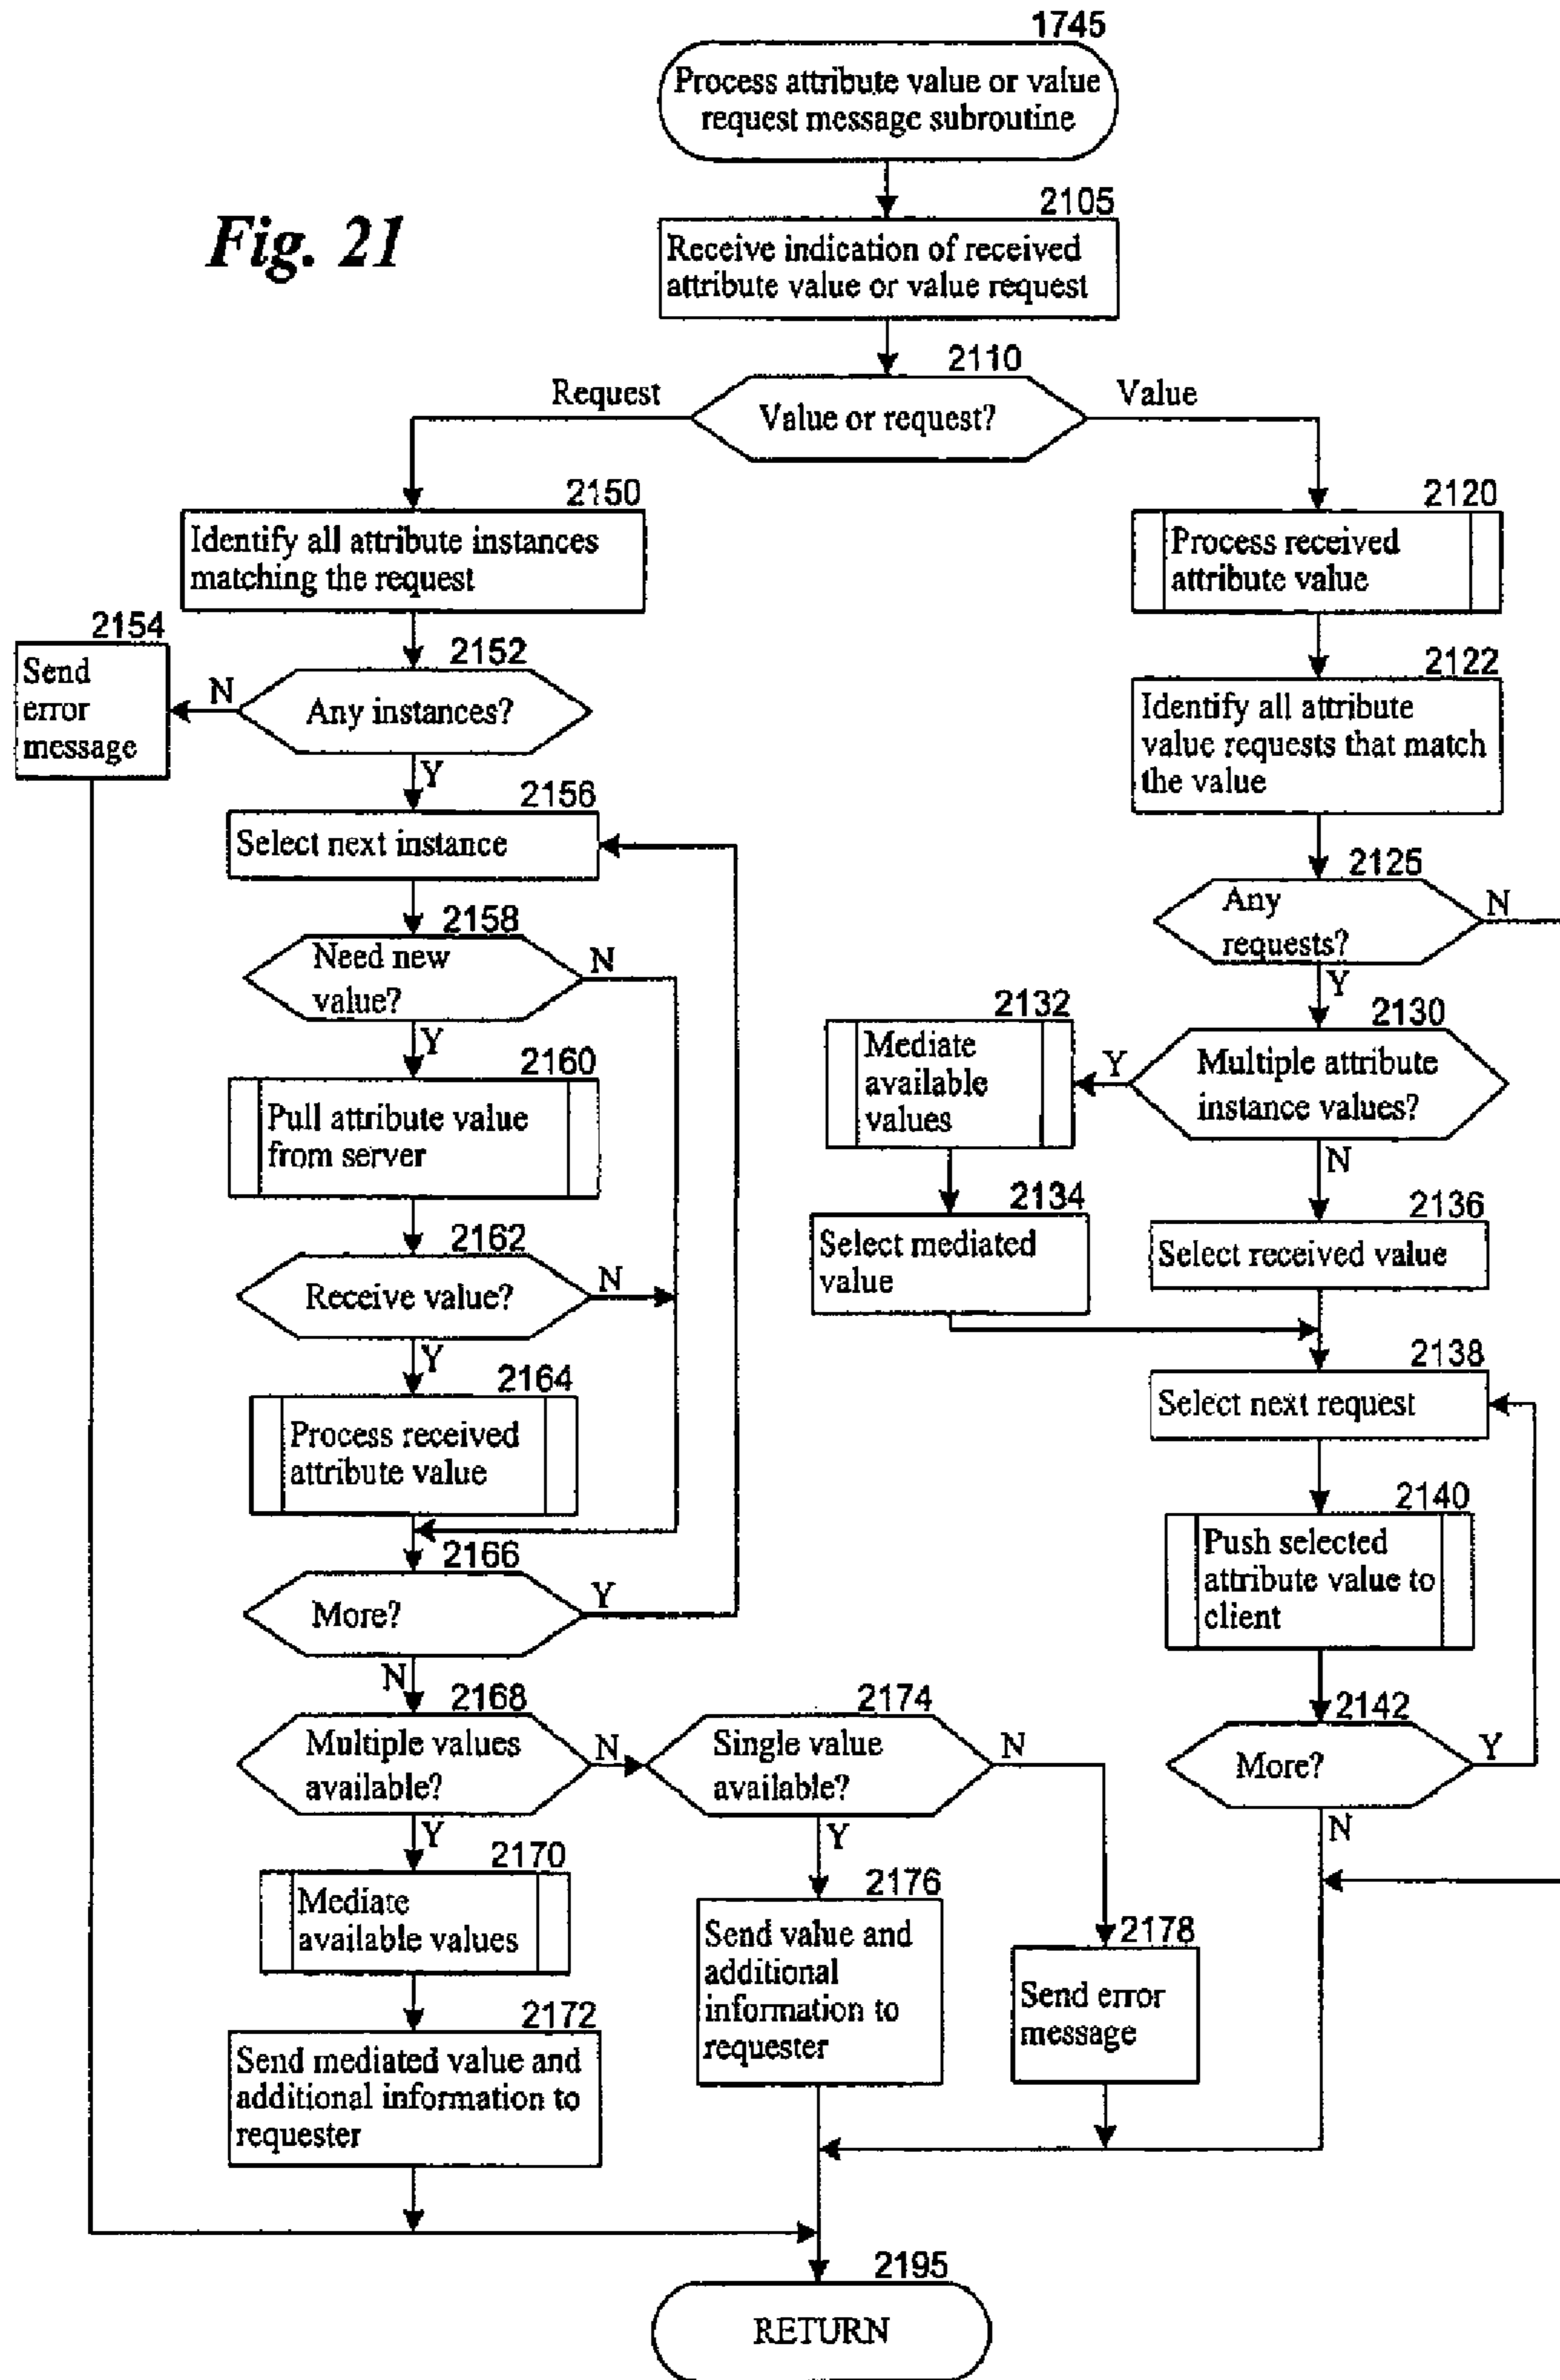 1745
Process attribute value or value
request message subroutine
Fig. 21
2105
Receive indication of received
attribute value or value request
2110
Request
Value or request?
Value
2150
Identify all attribute instances
matching the request
2154
Send
error
message
2152
N
Any instances?
Y
2156
Select next instance
2158
Need new
value?
N
Y
2160
Pull attribute value
from server
2162
Receive value?
N
Y
2164
Process received
attribute value
2166
More?
Y
N
2168
Multiple values
available?
N
Y
2170
Mediate
available values
2172
Send mediated value and
additional information to
requester
2174
Single value
available?
N
Y
2176
Send value and
additional
information to
requester
2178
Send error
message
2120
Process received
attribute value
2122
Identify all attribute
value requests that match
the value
2125
Any
requests?
N
Y
2130
Multiple attribute
instance values?
Y
N
2132
Mediate
available
values
2134
Select mediated
value
2136
Select received value
2138
Select next request
2140
Push selected
attribute value to
client
2142
More?
Y
N
2195
RETURN